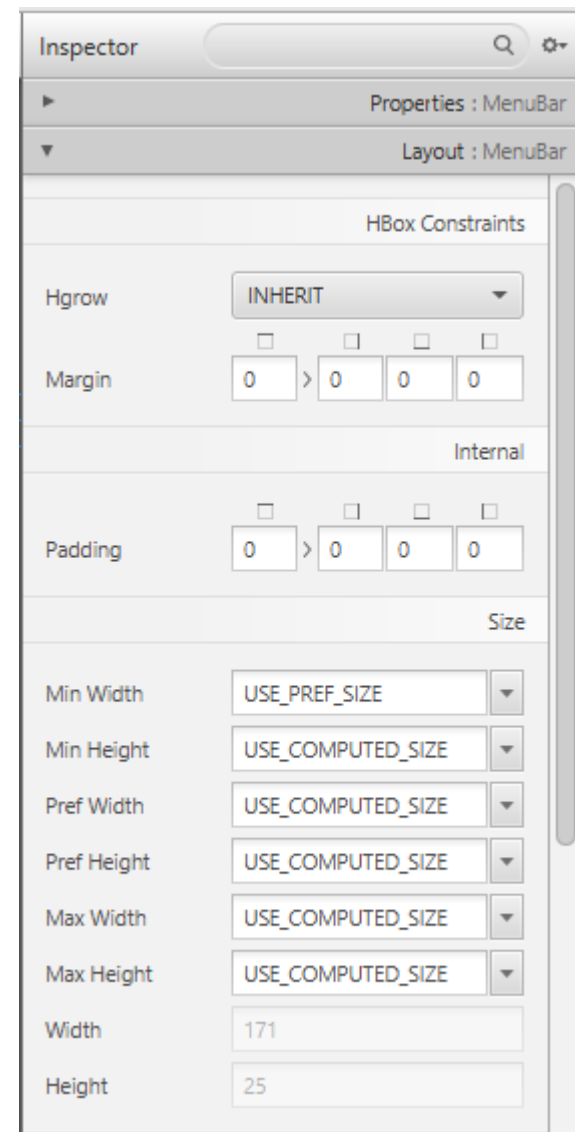 Inspector
Properties : MenuBar
Layout : MenuBar
HBox Constraints
Hgrow INHERIT
Margin 0 0 0 0
Internal
Padding 0 0 0 0
Size
Min Width USE_PREF_SIZE
Min Height USE_COMPUTED_SIZE
Pref Width USE_COMPUTED_SIZE
Pref Height USE_COMPUTED_SIZE
Max Width USE_COMPUTED_SIZE
Max Height USE_COMPUTED_SIZE
Width 171
Height 25